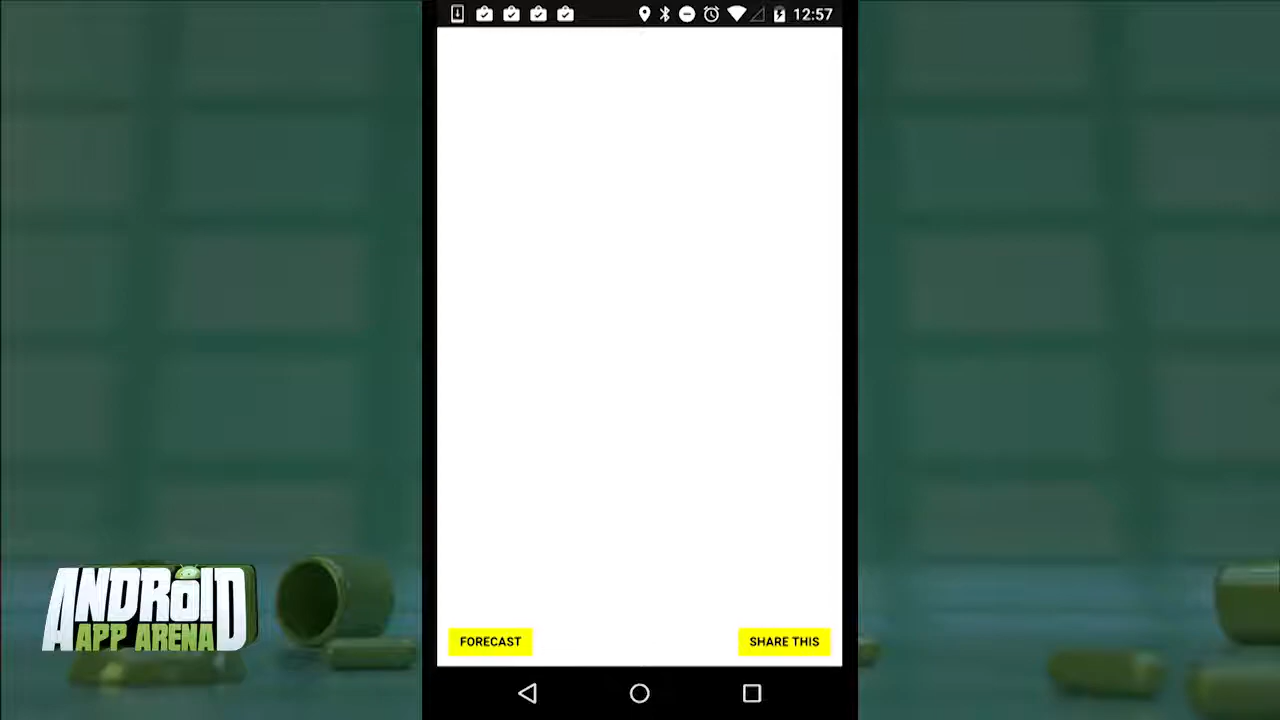 12:57
FORECAST
SHARE THIS
ANDROID
APP ARENA